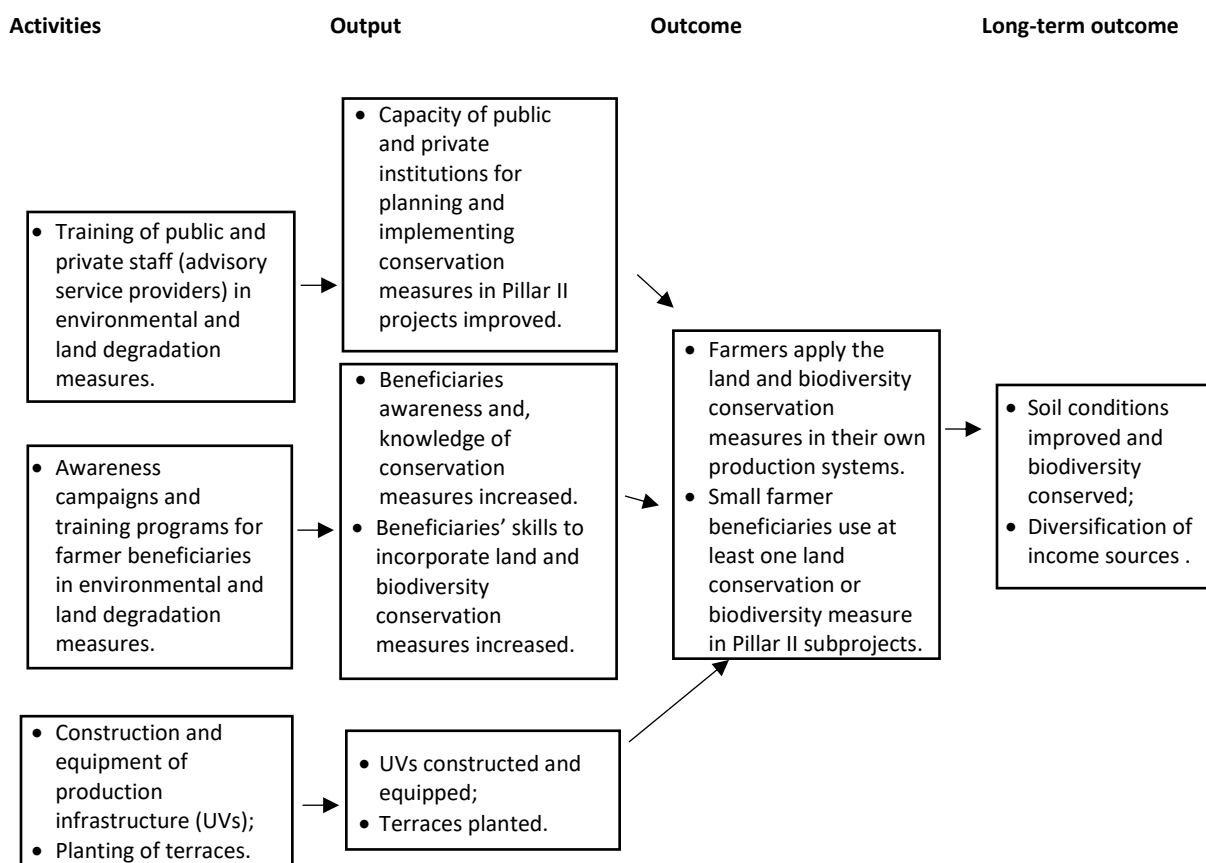 Activities
Output
Outcome
Long-term outcome
• Training of public and
private staff (advisory
service providers) in
environmental and
land degradation
measures.
• Awareness
campaigns and
training programs for
farmer beneficiaries
in environmental and
land degradation
measures.
• Construction and
equipment of
production
infrastructure (UVs);
• Planting of terraces.
• Capacity of public
and private
institutions for
planning and
implementing
conservation
measures in Pillar II
projects improved.
• Beneficiaries
awareness and,
knowledge of
conservation
measures increased.
• Beneficiaries’ skills to
incorporate land and
biodiversity
conservation
measures increased.
• UVs constructed and
equipped;
• Terraces planted.
• Farmers apply the
land and biodiversity
conservation
measures in their own
production systems.
• Small farmer
beneficiaries use at
least one land
conservation or
biodiversity measure
in Pillar II subprojects.
• Soil conditions
improved and
biodiversity
conserved;
• Diversification of
income sources .